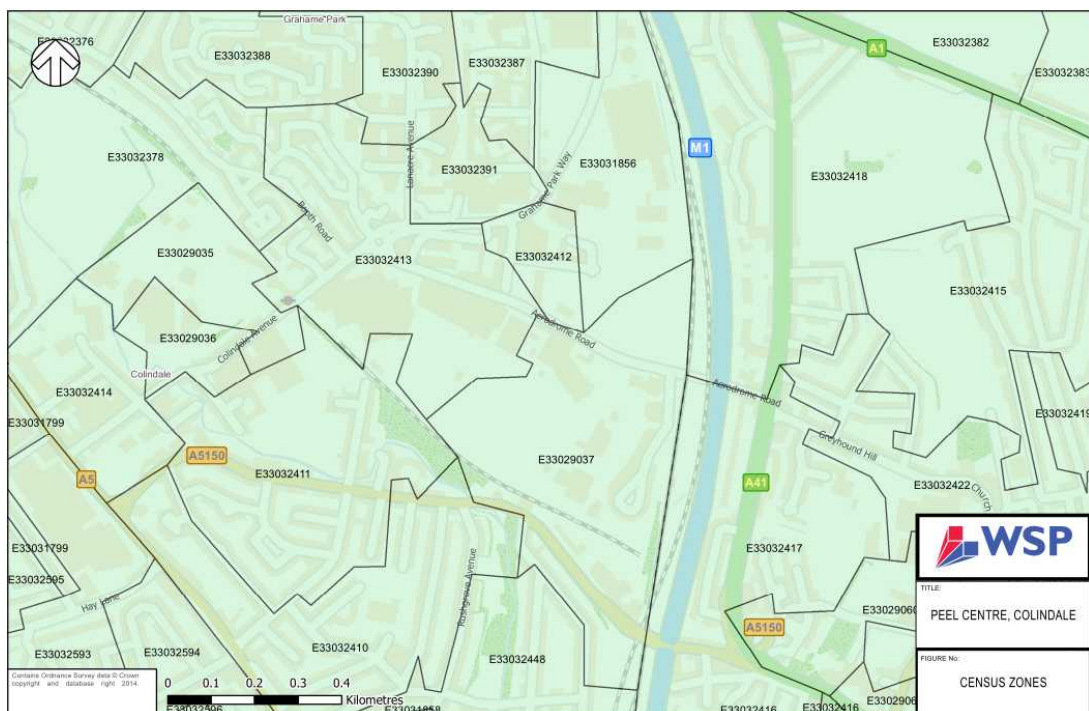 Grahame Park
E33032376
E33032388
E33032390
E33032387
A1
E33032382
E33032383
Lanacre Avenue
M1
E33032378
E33032391
E33031856
E33032418
Grahame Park Way
Booth Road
E33029035
E33032413
E33032412
E33032415
Aerodrome Road
E33029036
Colindale Avenue
Colindale
E33032414
Aerodrome Road
E33031799
E33032419
Greyhound Hill
A5150
E33032411
E33029037
A5
A41
E33032422
Church
E33031799
E33032595
Rushgrove Avenue
E33032417
Hay Lane
E33029060
A5150
E33032593
E33032594
E33032410
E33032448
E3302906
E33032416
E33032416
E33032596
E33031858
Contains Ordnance Survey data © Crown
copyright and database right 2014
0 0.1 0.2 0.3 0.4
Kilometres
WSP
TITLE:
PEEL CENTRE, COLINDALE
FIGURE No:
CENSUS ZONES